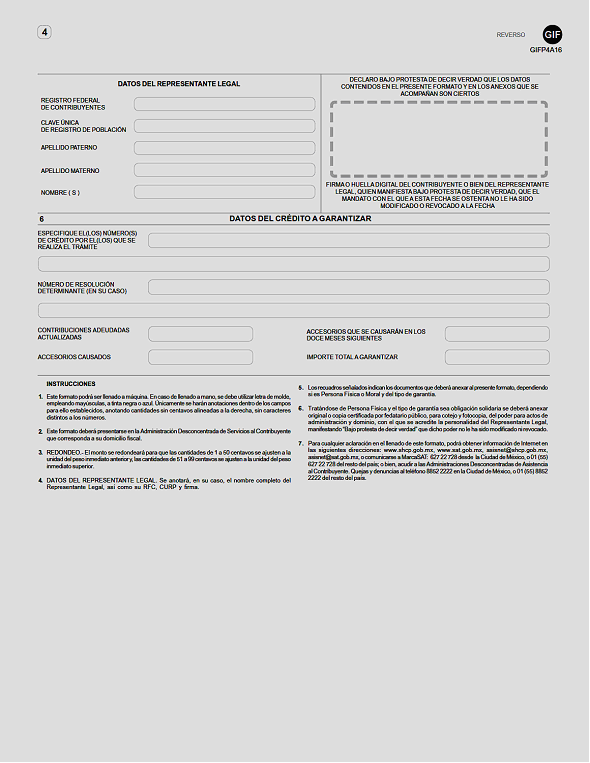 4
REVERSO
GIF
GIFP4A16
DATOS DEL REPRESENTANTE LEGAL
REGISTRO FEDERAL
DE CONTRIBUYENTES
CLAVE ÚNICA
DE REGISTRO DE POBLACIÓN
APELLIDO PATERNO
APELLIDO MATERNO
NOMBRE ( S )
DECLARO BAJO PROTESTA DE DECIR VERDAD QUE LOS DATOS
CONTENIDOS EN EL PRESENTE FORMATO Y EN LOS ANEXOS QUE SE
ACOMPAÑAN SON CIERTOS
FIRMA O HUELLA DIGITAL DEL CONTRIBUYENTE O BIEN DEL REPRESENTANTE
LEGAL, QUIEN MANIFIESTA BAJO PROTESTA DE DECIR VERDAD, QUE EL
MANDATO CON EL QUE A ESTA FECHA SE OSTENTA NO LE HA SIDO
MODIFICADO O REVOCADO A LA FECHA
6
DATOS DEL CRÉDITO A GARANTIZAR
ESPECIFIQUE EL(LOS) NÚMERO(S)
DE CRÉDITO POR EL(LOS) QUE SE
REALIZA EL TRÁMITE
NÚMERO DE RESOLUCIÓN
DETERMINANTE (EN SU CASO)
CONTRIBUCIONES ADEUDADAS
ACTUALIZADAS
ACCESORIOS QUE SE CAUSARÁN EN LOS
DOCE MESES SIGUIENTES
ACCESORIOS CAUSADOS
IMPORTE TOTAL A GARANTIZAR
INSTRUCCIONES
1. Este formato podrá ser llenado a máquina. En caso de llenado a mano, se debe utilizar letra de molde,
empleando mayúsculas, a tinta negra o azul. Únicamente se harán anotaciones dentro de los campos
para ello establecidos, anotando cantidades sin centavos alineadas a la derecha, sin caracteres
distintos a los números.
2. Este formato deberá presentarse en la Administración Desconcentrada de Servicios al Contribuyente
que corresponda a su domicilio fiscal.
3. REDONDEO.- El monto se redondeará para que las cantidades de 1 a 50 centavos se ajusten a la
unidad del peso inmediato anterior y, las cantidades de 51 a 99 centavos se ajusten a la unidad del peso
inmediato superior.
4. DATOS DEL REPRESENTANTE LEGAL. Se anotará, en su caso, el nombre completo del
Representante Legal, así como su RFC, CURP y firma.
5. Los recuadros señalados indican los documentos que deberá anexar al presente formato, dependiendo
si es Persona Física o Moral y del tipo de garantía.
6. Tratándose de Persona Física y el tipo de garantía sea obligación solidaria se deberá anexar
original o copia certificada por fedatario público, para cotejo y fotocopia, del poder para actos de
administración y dominio, con el que se acredite la personalidad del Representante Legal,
manifestando "Bajo protesta de decir verdad" que dicho poder no le ha sido modificado ni revocado.
7. Para cualquier aclaración en el llenado de este formato, podrá obtener información de Internet en
las siguientes direcciones: www.shcp.gob.mx, www.sat.gob.mx, asisnet@shcp.gob.mx,
asisnet@sat.gob.mx, o comunicarse a MarcaSAT: 627 22 728 desde la Ciudad de México, o 01 (55)
627 22 728 del resto del país; o bien, acudir a las Administraciones Desconcentradas de Asistencia
al Contribuyente. Quejas y denuncias al teléfono 8852 2222 en la Ciudad de México, o 01 (55) 8852
2222 del resto del país.